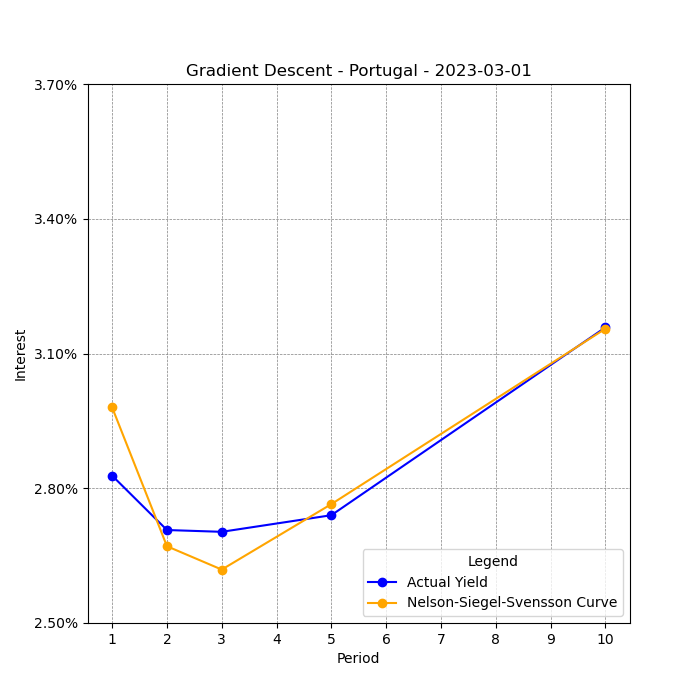 Gradient Descent - Portugal - 2023-03-01
3.70%
3.40%
3.10%
2.80%
2.50%
Interest
1 2 3 4 5 6 7 8 9 10
Period
Legend
Actual Yield
Nelson-Siegel-Svensson Curve